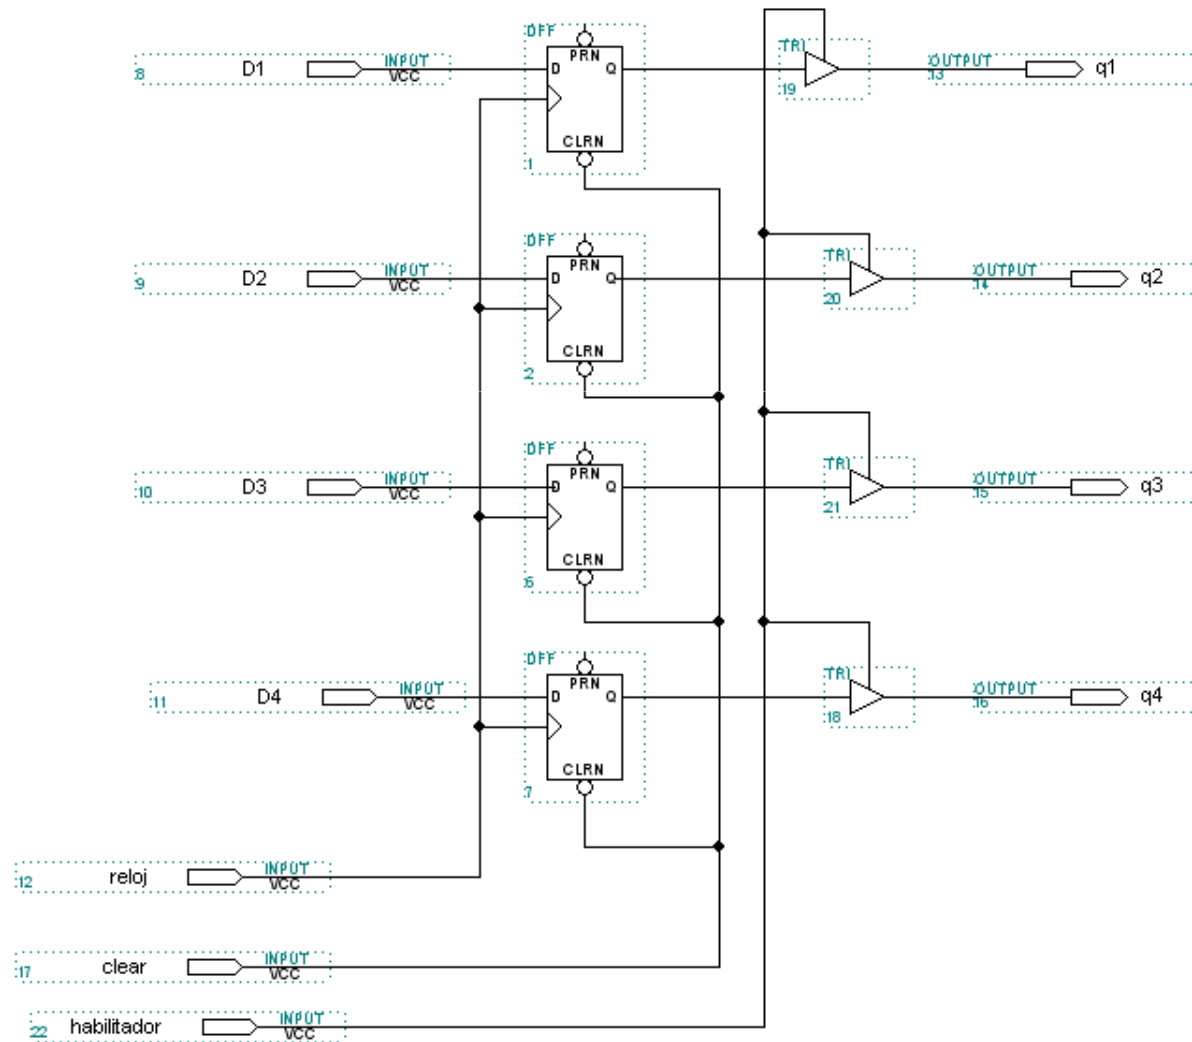 DFF
TRI
PRN
D1 INPUT D Q OUTPUT q1
8 VCC 19 13
CLRN
1
DFF
TRI
PRN
D2 INPUT D Q OUTPUT q2
9 VCC 20 14
CLRN
2
DFF
TRI
PRN
D3 INPUT D Q OUTPUT q3
10 VCC 21 15
CLRN
6
DFF
TRI
PRN
D4 INPUT D Q OUTPUT q4
11 VCC 18 16
CLRN
7
reloj INPUT
12 VCC
clear INPUT
17 VCC
habilitador INPUT
22 VCC